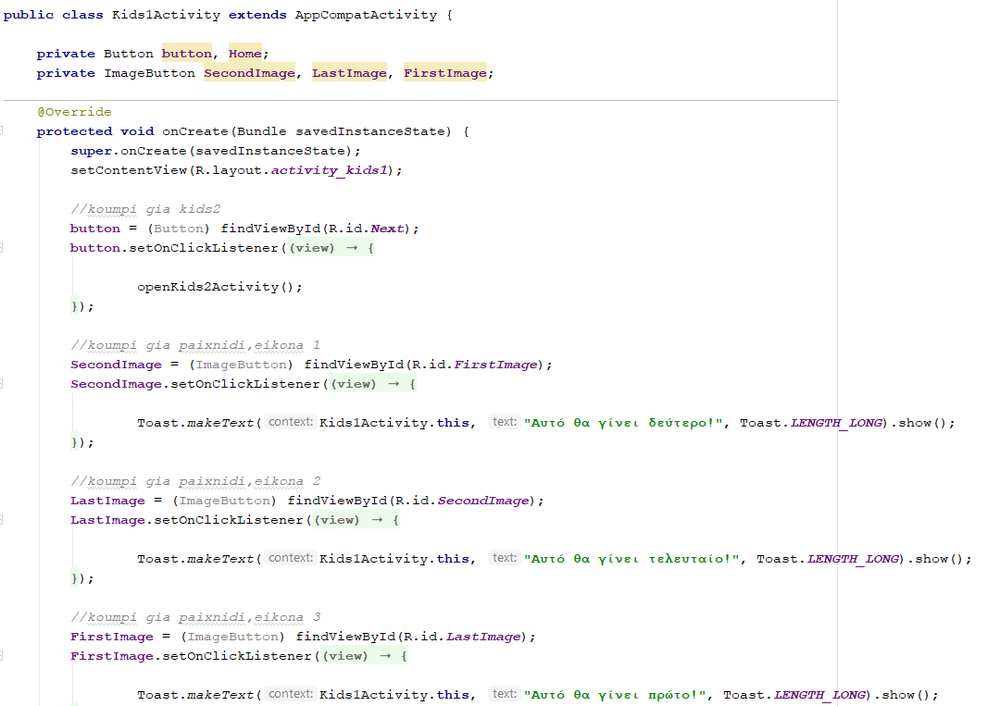 public class Kids1Activity extends AppCompatActivity {
private Button button, Home;
private ImageButton SecondImage, LastImage, FirstImage;
@Override
protected void onCreate(Bundle savedInstanceState) {
super.onCreate(savedInstanceState);
setContentView(R.layout.activity_kids1);
//koumpi gia kids2
button = (Button) findViewById(R.id.Next);
button.setOnClickListener((view) → {
openKids2Activity();
});
//koumpi gia paixnidi,eikona 1
SecondImage = (ImageButton) findViewById(R.id.FirstImage);
SecondImage.setOnClickListener((view) → {
Toast.makeText( context: Kids1Activity.this, text: "Αυτό θα γίνει δεύτερο!", Toast.LENGTH_LONG).show();
});
//koumpi gia paixnidi,eikona 2
LastImage = (ImageButton) findViewById(R.id.SecondImage);
LastImage.setOnClickListener((view) → {
Toast.makeText( context: Kids1Activity.this, text: "Αυτό θα γίνει τελευταίο!", Toast.LENGTH_LONG).show();
});
//koumpi gia paixnidi,eikona 3
FirstImage = (ImageButton) findViewById(R.id.LastImage);
FirstImage.setOnClickListener((view) → {
Toast.makeText( context: Kids1Activity.this, text: "Αυτό θα γίνει πρώτο!", Toast.LENGTH_LONG).show();